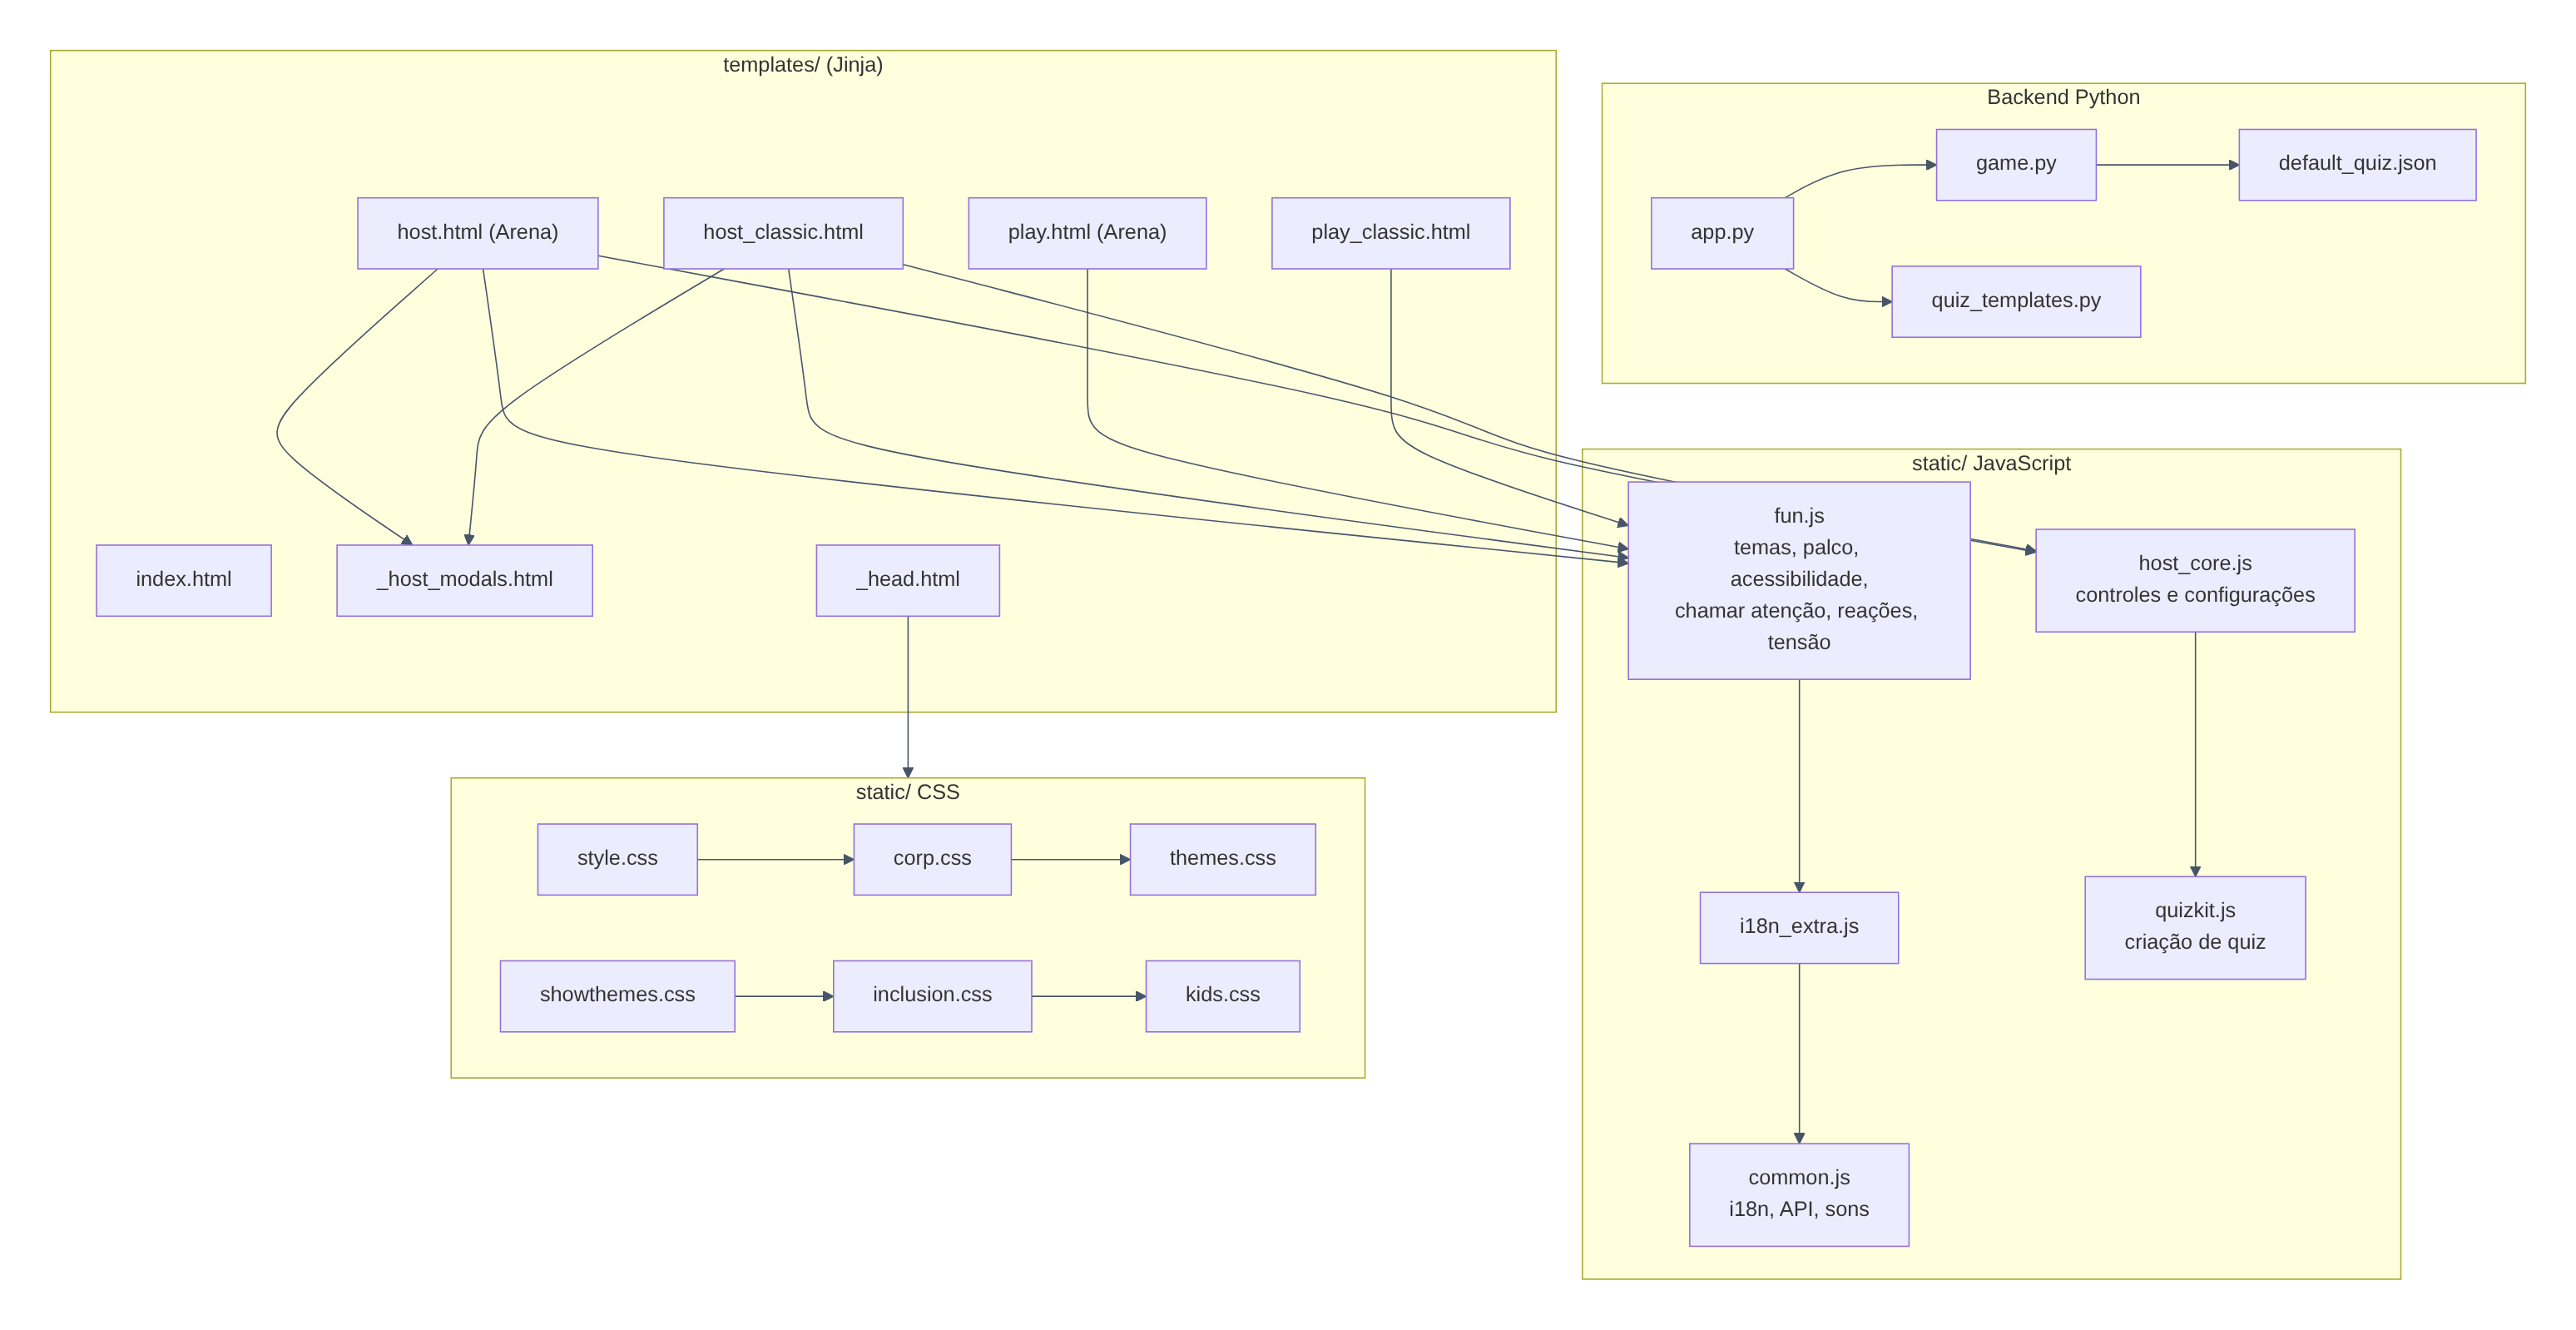 templates/ (Jinja)
host.html (Arena)
host_classic.html
play.html (Arena)
play_classic.html
index.html
_host_modals.html
_head.html
Backend Python
app.py
game.py
default_quiz.json
quiz_templates.py
static/ JavaScript
fun.js
temas, palco,
acessibilidade,
chamar atenção, reações,
tensão
host_core.js
controles e configurações
i18n_extra.js
quizkit.js
criação de quiz
common.js
i18n, API, sons
static/ CSS
style.css
corp.css
themes.css
showthemes.css
inclusion.css
kids.css